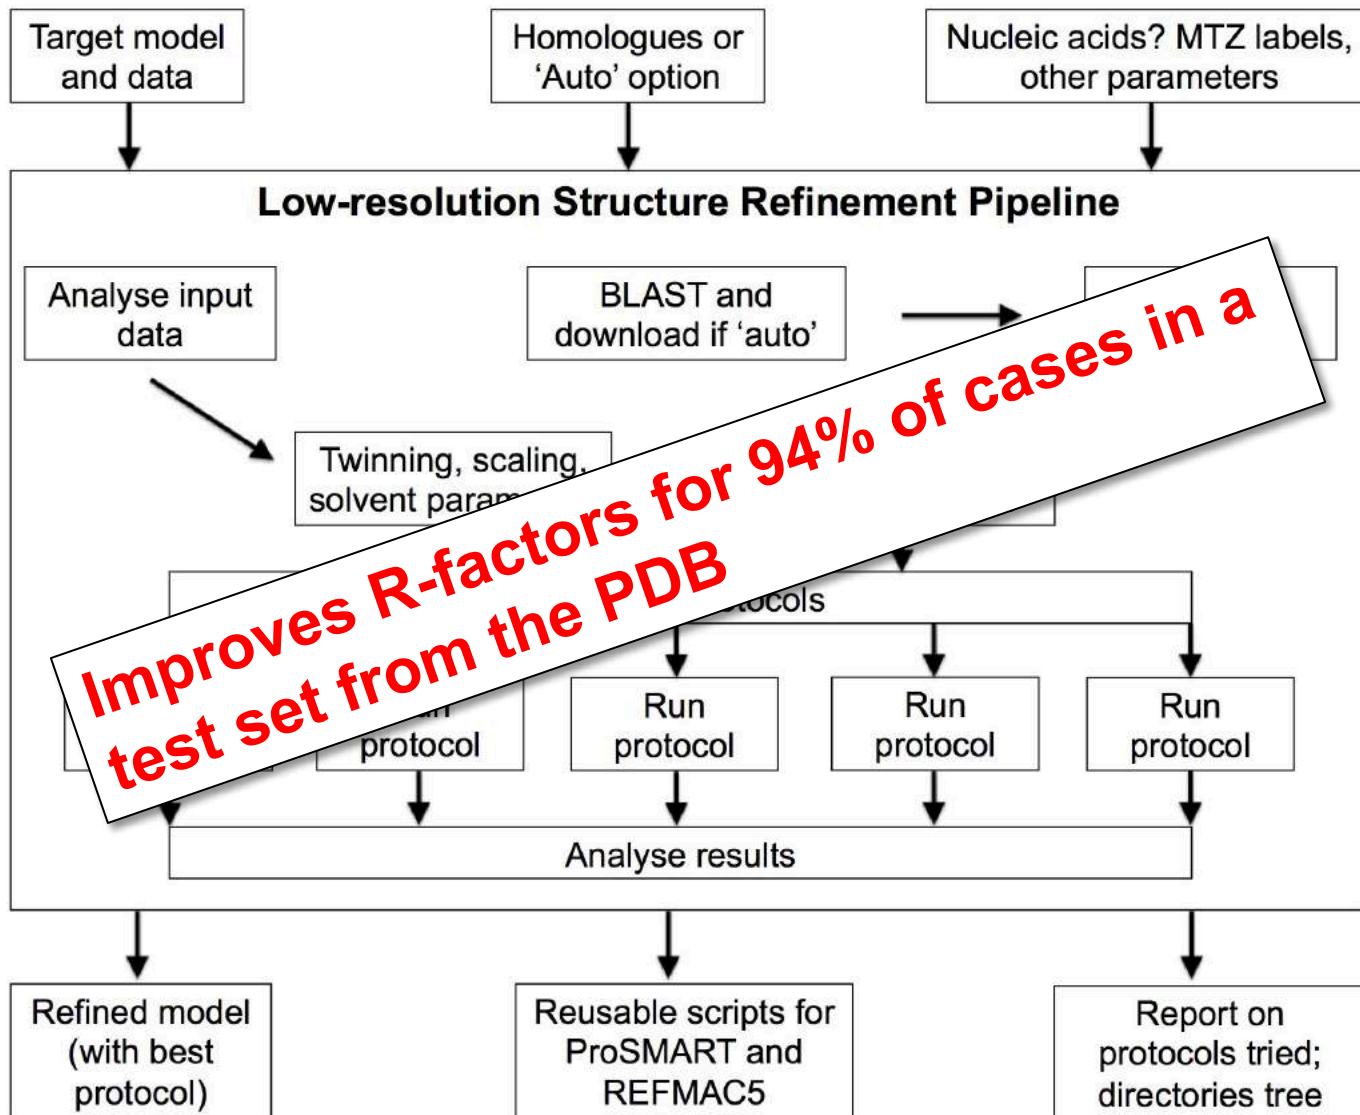 Target model
and data
Homologues or
‘Auto’ option
Nucleic acids? MTZ labels,
other parameters
Low-resolution Structure Refinement Pipeline
Analyse input
data
BLAST and
download if ‘auto’
Twinning, scaling,
solvent
Improves R-factors for 94% of cases in a
test set from the PDB
protocol
Run
protocol
Run
protocol
Run
protocol
Analyse results
Refined model
(with best
protocol)
Reusable scripts for
ProSMART and
REFMAC5
Report on
protocols tried;
directories tree